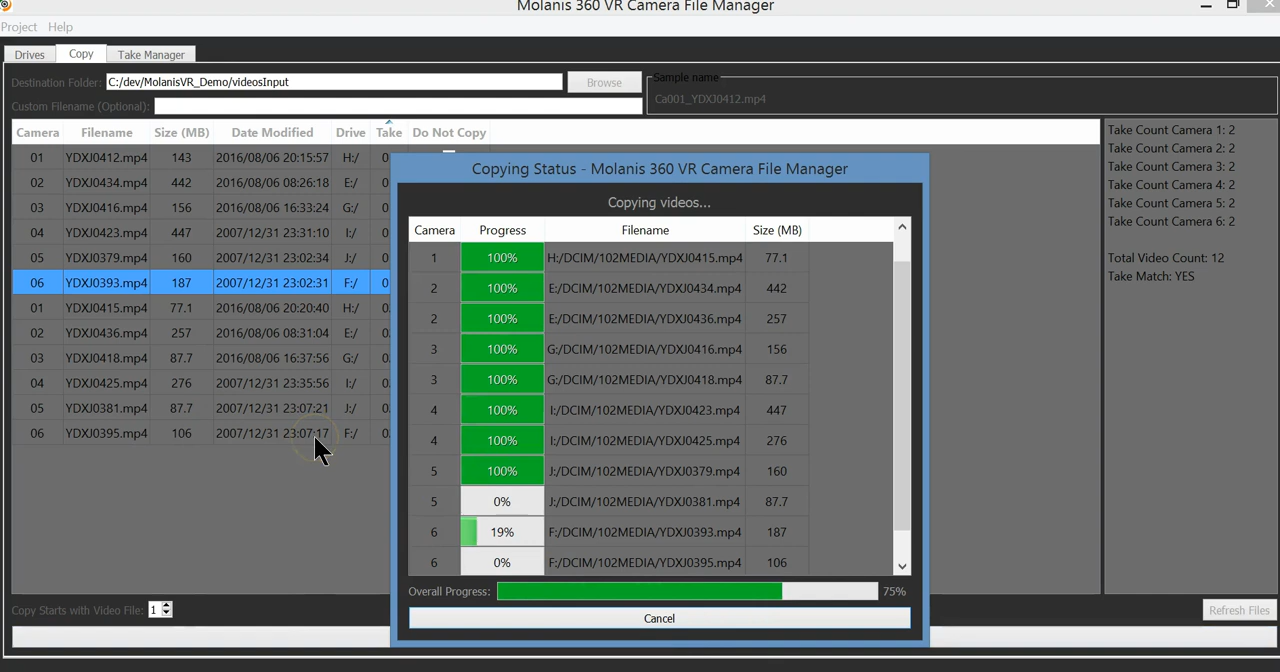 Molanis 360 VR Camera File Manager
Project Help
Drives Copy Take Manager
Destination Folder: C:/dev/MolanisVR_Demo/videosInput Browse
Sample name
Ca001_YDXJ0412.mp4
Custom Filename (Optional):
Camera Filename Size (MB) Date Modified Drive Take Do Not Copy
01 YDXJ0412.mp4 143 2016/08/06 20:15:57 H:/ 0
02 YDXJ0434.mp4 442 2016/08/06 08:26:18 E:/ 0
03 YDXJ0416.mp4 156 2016/08/06 16:33:24 G:/ 0
04 YDXJ0423.mp4 447 2007/12/31 23:31:10 I:/ 0
05 YDXJ0379.mp4 160 2007/12/31 23:02:34 J:/ 0
06 YDXJ0393.mp4 187 2007/12/31 23:02:31 F:/ 0
01 YDXJ0415.mp4 77.1 2016/08/06 20:20:40 H:/ 0
02 YDXJ0436.mp4 257 2016/08/06 08:31:04 E:/ 0
03 YDXJ0418.mp4 87.7 2016/08/06 16:37:56 G:/ 0
04 YDXJ0425.mp4 276 2007/12/31 23:35:56 I:/ 0
05 YDXJ0381.mp4 87.7 2007/12/31 23:07:21 J:/ 0
06 YDXJ0395.mp4 106 2007/12/31 23:07:17 F:/ 0
Copying Status - Molanis 360 VR Camera File Manager
Copying videos...
Camera Progress Filename Size (MB)
1 100% H:/DCIM/102MEDIA/YDXJ0415.mp4 77.1
2 100% E:/DCIM/102MEDIA/YDXJ0434.mp4 442
2 100% E:/DCIM/102MEDIA/YDXJ0436.mp4 257
3 100% G:/DCIM/102MEDIA/YDXJ0416.mp4 156
3 100% G:/DCIM/102MEDIA/YDXJ0418.mp4 87.7
4 100% I:/DCIM/102MEDIA/YDXJ0423.mp4 447
4 100% I:/DCIM/102MEDIA/YDXJ0425.mp4 276
5 100% J:/DCIM/102MEDIA/YDXJ0379.mp4 160
5 0% J:/DCIM/102MEDIA/YDXJ0381.mp4 87.7
6 19% F:/DCIM/102MEDIA/YDXJ0393.mp4 187
6 0% F:/DCIM/102MEDIA/YDXJ0395.mp4 106
Overall Progress: 75%
Cancel
Take Count Camera 1: 2
Take Count Camera 2: 2
Take Count Camera 3: 2
Take Count Camera 4: 2
Take Count Camera 5: 2
Take Count Camera 6: 2
Total Video Count: 12
Take Match: YES
Copy Starts with Video File: 1
Refresh Files